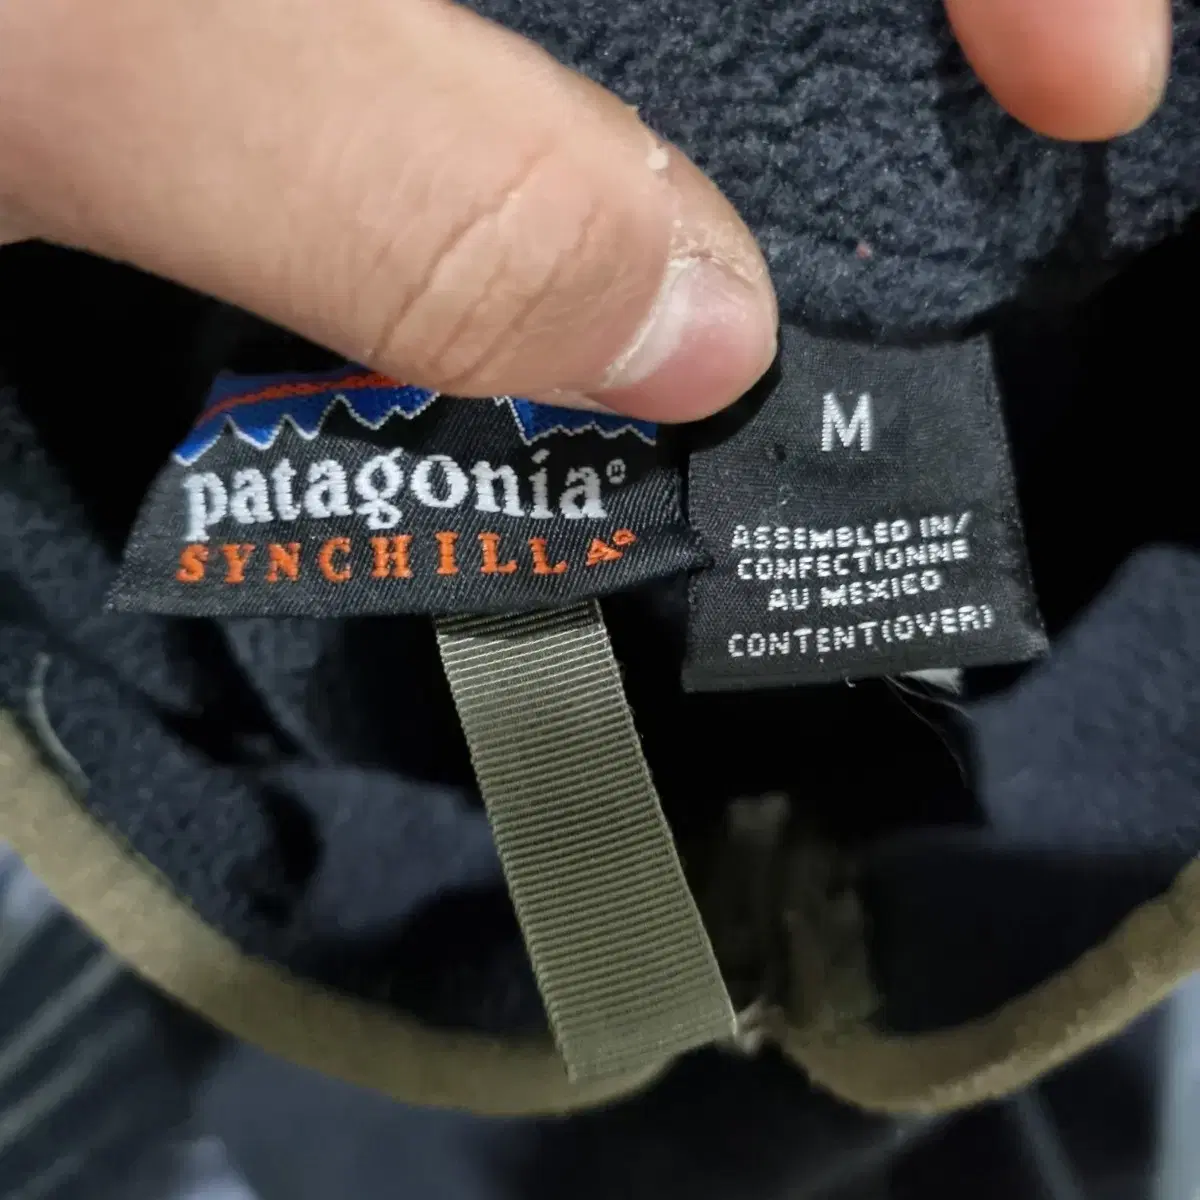 patagonia®
SYNCHILLA®
M
ASSEMBLED IN/
CONFECTIONNE
AU MEXICO
CONTENT(OVER)